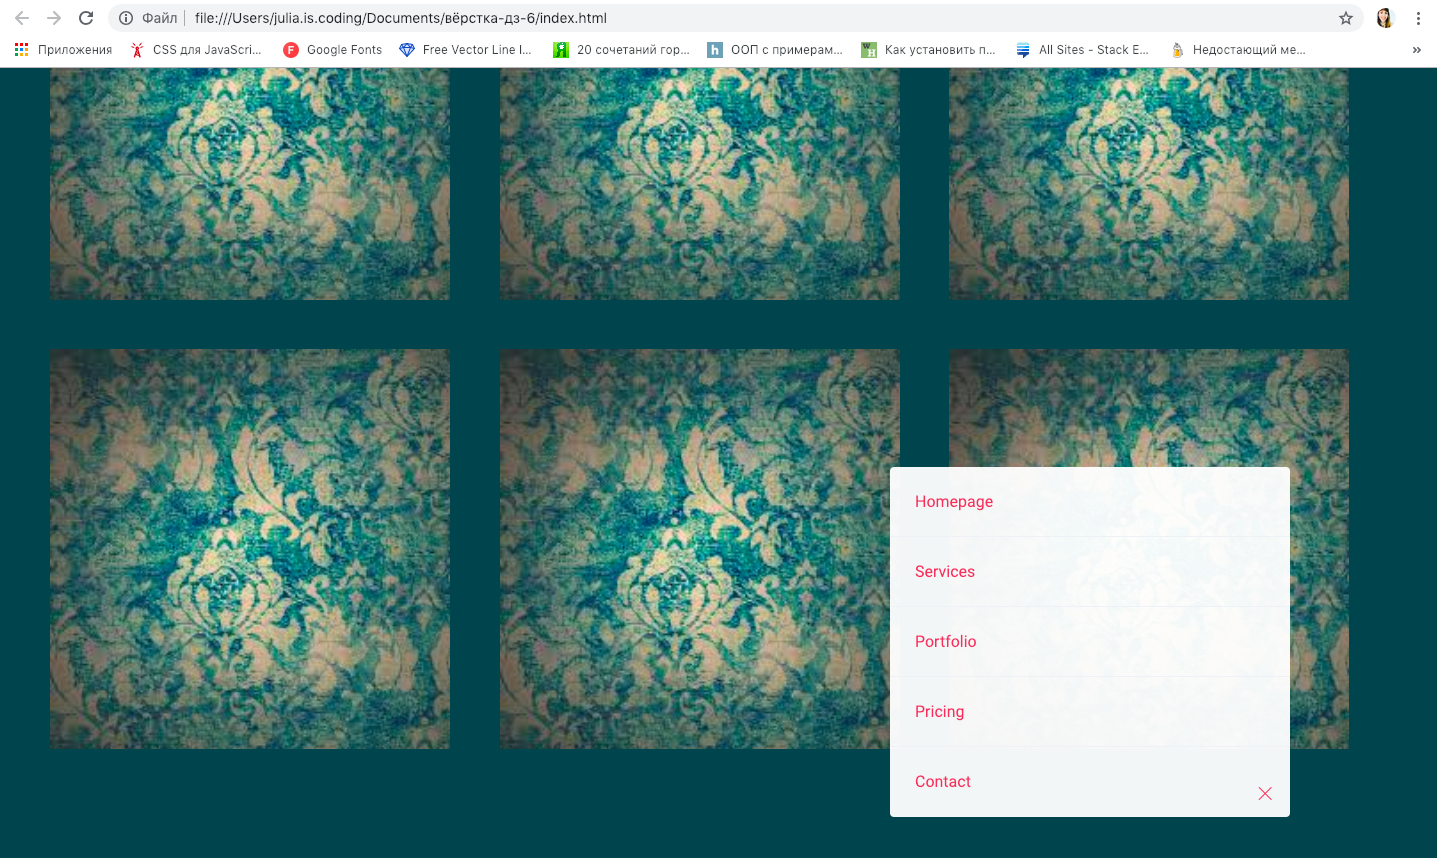 Файл file:///Users/julia.is.coding/Documents/вёрстка-дз-6/index.html
Приложения CSS для JavaScri... Google Fonts Free Vector Line I... 20 сочетаний гор... ООП с примерам... Как установить п... All Sites - Stack E... Недостающий ме... »
Homepage
Services
Portfolio
Pricing
Contact